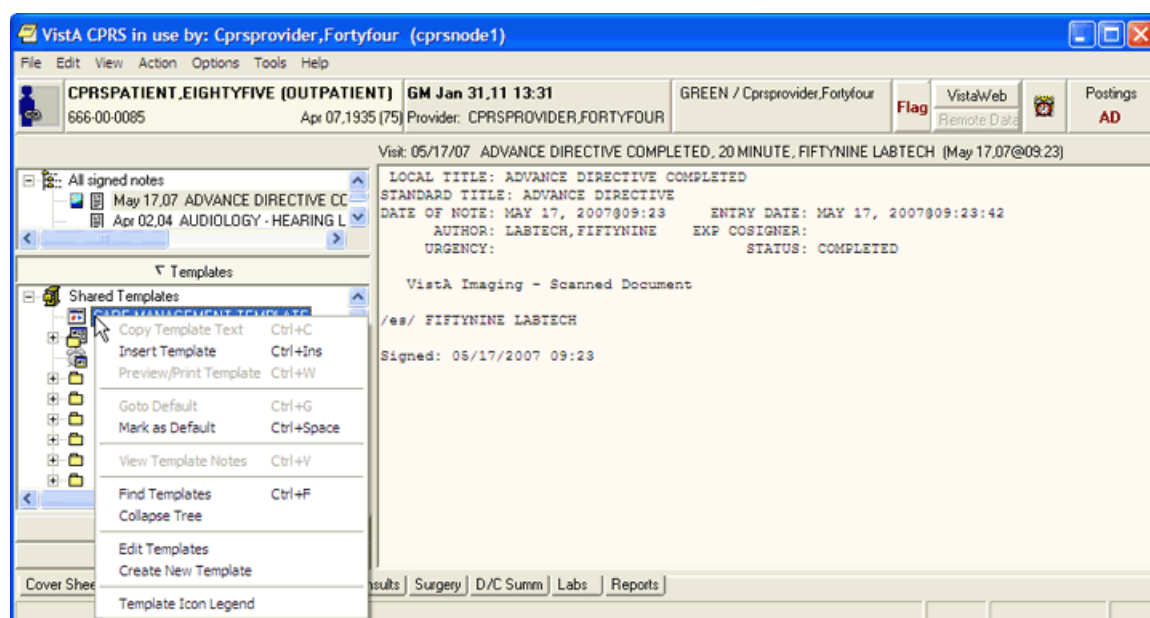 VistA CPRS in use by: Cprsprovider,Fortyfour (cprsnode1)
File Edit View Action Options Tools Help
CPRSPATIENT,EIGHTYFIVE (OUTPATIENT)
666-00-0085 Apr 07,1935 (75)
GM Jan 31,11 13:31
Provider: CPRSPROVIDER,FORTYFOUR
GREEN / Cprsprovider,Fortyfour
Flag
VistaWeb
Remote Data
Postings
AD
Visit: 05/17/07 ADVANCE DIRECTIVE COMPLETED, 20 MINUTE, FIFTYNINE LABTECH (May 17,07@09:23)
All signed notes
May 17,07 ADVANCE DIRECTIVE CC
Apr 02,04 AUDIOLOGY - HEARING L
Templates
Shared Templates
CARE MANAGEMENT TEMPLATE
Copy Template Text Ctrl+C
Insert Template Ctrl+Ins
Preview/Print Template Ctrl+W
Goto Default Ctrl+G
Mark as Default Ctrl+Space
View Template Notes Ctrl+V
Find Templates Ctrl+F
Collapse Tree
Edit Templates
Create New Template
Template Icon Legend
LOCAL TITLE: ADVANCE DIRECTIVE COMPLETED
STANDARD TITLE: ADVANCE DIRECTIVE
DATE OF NOTE: MAY 17, 2007@09:23 ENTRY DATE: MAY 17, 2007@09:23:42
AUTHOR: LABTECH,FIFTYNINE EXP COSIGNER:
URGENCY: STATUS: COMPLETED
VistA Imaging - Scanned Document
/es/ FIFTYNINE LABTECH
Signed: 05/17/2007 09:23
Cover Shee sults Surgery D/C Summ Labs Reports